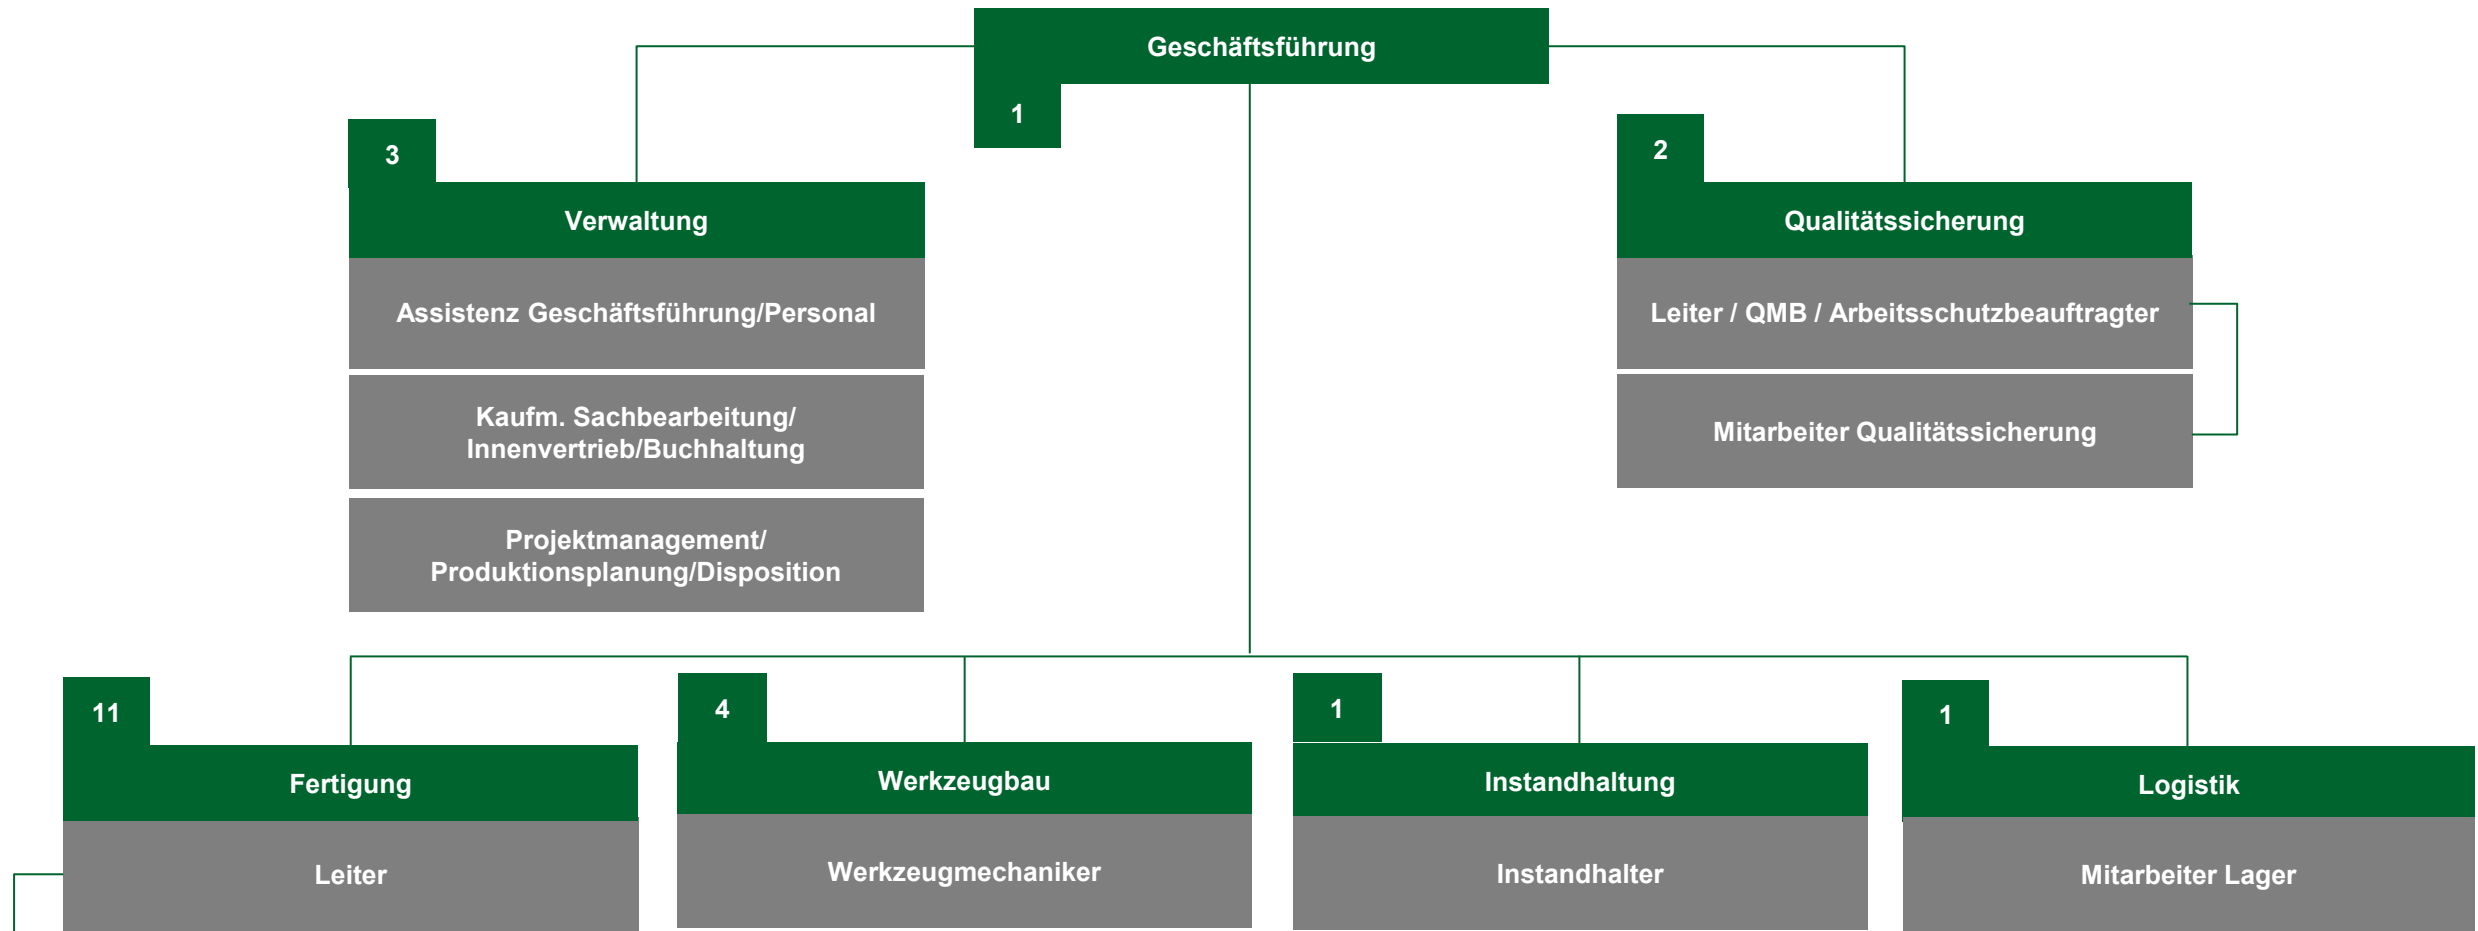 Geschäftsführung
1
3
Verwaltung
Assistenz Geschäftsführung/Personal
Kaufm. Sachbearbeitung/
Innenvertrieb/Buchhaltung
Projektmanagement/
Produktionsplanung/Disposition
2
Qualitätssicherung
Leiter / QMB / Arbeitsschutzbeauftragter
Mitarbeiter Qualitätssicherung
11
Fertigung
Leiter
4
Werkzeugbau
Werkzeugmechaniker
1
Instandhaltung
Instandhalter
1
Logistik
Mitarbeiter Lager